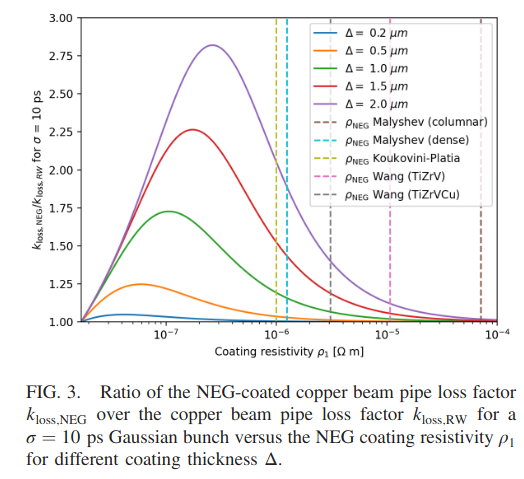 3.00
2.75
2.50
2.25
2.00
1.75
1.50
1.25
1.00
k_loss,NEG/k_loss,RW for σ = 10 ps
Δ = 0.2 μm
Δ = 0.5 μm
Δ = 1.0 μm
Δ = 1.5 μm
Δ = 2.0 μm
ρ_NEG Malyshev (columnar)
ρ_NEG Malyshev (dense)
ρ_NEG Koukovini-Platia
ρ_NEG Wang (TiZrV)
ρ_NEG Wang (TiZrVCu)
10⁻⁷ 10⁻⁶ 10⁻⁵ 10⁻⁴
Coating resistivity ρ₁ [Ω m]
FIG. 3. Ratio of the NEG-coated copper beam pipe loss factor
k_loss,NEG over the copper beam pipe loss factor k_loss,RW for a
σ = 10 ps Gaussian bunch versus the NEG coating resistivity ρ₁
for different coating thickness Δ.